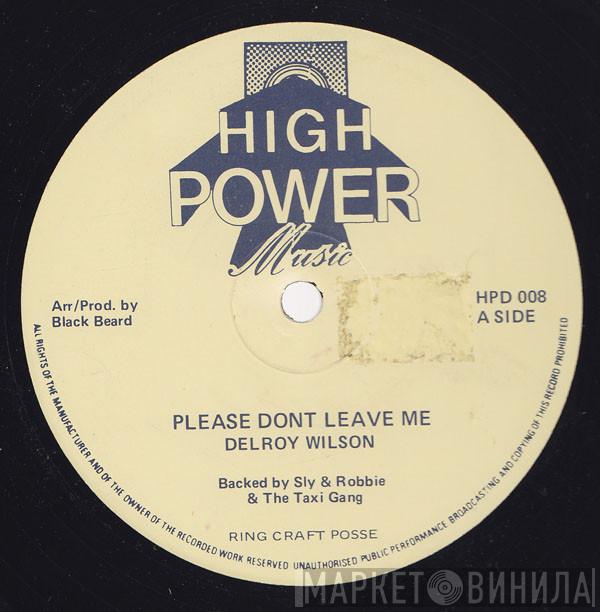 HIGH
POWER
Music
Arr/Prod. by
Black Beard
HPD 008
A SIDE
PLEASE DONT LEAVE ME
DELROY WILSON
Backed by Sly & Robbie
& The Taxi Gang
RING CRAFT POSSE
ALL RIGHTS OF THE MANUFACTURER AND OF THE OWNER OF THE RECORDED WORK RESERVED UNAUTHORISED PUBLIC PERFORMANCE BROADCASTING AND COPYING OF THIS RECORD PROHIBITED
МАРКЕТ ВИНИЛА